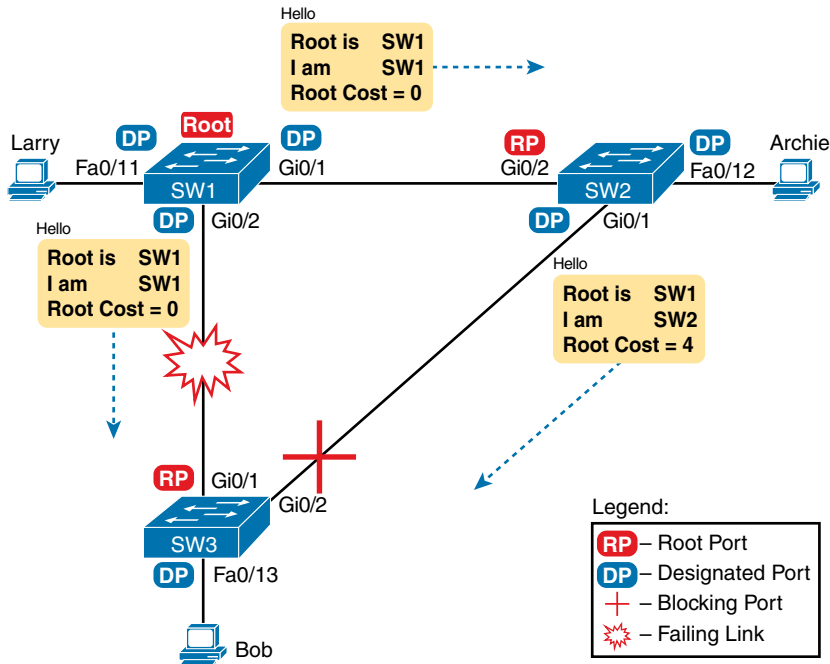 Hello
Root is SW1
I am SW1
Root Cost = 0
Larry
DP
Root
DP
RP
DP
Archie
Fa0/11
SW1
Gi0/1
Gi0/2
SW2
Fa0/12
DP
Gi0/2
DP
Gi0/1
Hello
Root is SW1
I am SW1
Root Cost = 0
Hello
Root is SW1
I am SW2
Root Cost = 4
RP
Gi0/1
Gi0/2
SW3
DP
Fa0/13
Bob
Legend:
RP – Root Port
DP – Designated Port
– Blocking Port
– Failing Link